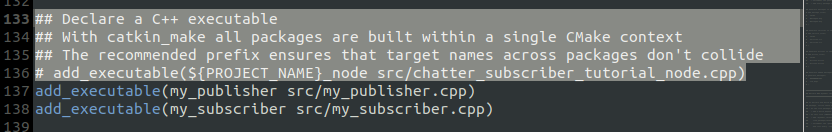 132
133 ## Declare a C++ executable
134 ## With catkin_make all packages are built within a single CMake context
135 ## The recommended prefix ensures that target names across packages don't collide
136 # add_executable(${PROJECT_NAME}_node src/chatter_subscriber_tutorial_node.cpp)
137 add_executable(my_publisher src/my_publisher.cpp)
138 add_executable(my_subscriber src/my_subscriber.cpp)
139